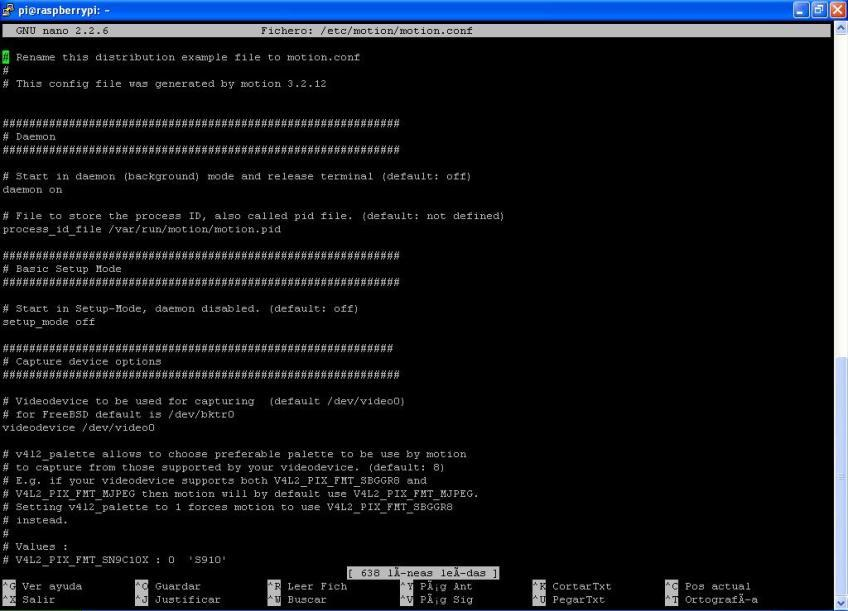 pi@raspberrypi: ~
GNU nano 2.2.6 Fichero: /etc/motion/motion.conf
# Rename this distribution example file to motion.conf
#
# This config file was generated by motion 3.2.12
############################################################
# Daemon
############################################################
# Start in daemon (background) mode and release terminal (default: off)
daemon on
# File to store the process ID, also called pid file. (default: not defined)
process_id_file /var/run/motion/motion.pid
############################################################
# Basic Setup Mode
############################################################
# Start in Setup-Mode, daemon disabled. (default: off)
setup_mode off
###########################################################
# Capture device options
############################################################
# Videodevice to be used for capturing (default /dev/video0)
# for FreeBSD default is /dev/bktr0
videodevice /dev/video0
# v4l2_palette allows to choose preferable palette to be use by motion
# to capture from those supported by your videodevice. (default: 8)
# E.g. if your videodevice supports both V4L2_PIX_FMT_SBGGR8 and
# V4L2_PIX_FMT_MJPEG then motion will by default use V4L2_PIX_FMT_MJPEG.
# Setting v4l2_palette to 1 forces motion to use V4L2_PIX_FMT_SBGGR8
# instead.
#
# Values :
# V4L2_PIX_FMT_SN9C10X : 0 'S910'
[ 638 lÃ-neas leÃ-das ]
^G Ver ayuda ^O Guardar ^R Leer Fich ^Y PÃ¡g Ant ^K CortarTxt ^C Pos actual
^X Salir ^J Justificar ^W Buscar ^V PÃ¡g Sig ^U PegarTxt ^T OrtografÃ-a